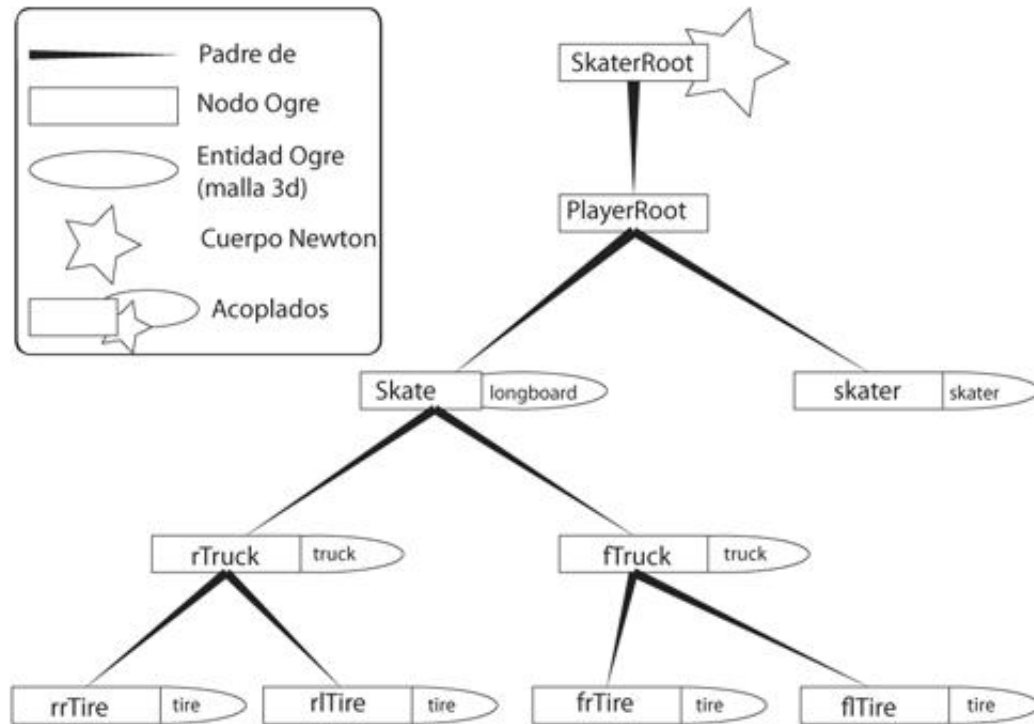 Padre de
Nodo Ogre
Entidad Ogre
(malla 3d)
Cuerpo Newton
Acoplados
SkaterRoot
PlayerRoot
Skate
longboard
skater
skater
rTruck
truck
fTruck
truck
rrTire
tire
rlTire
tire
frTire
tire
flTire
tire